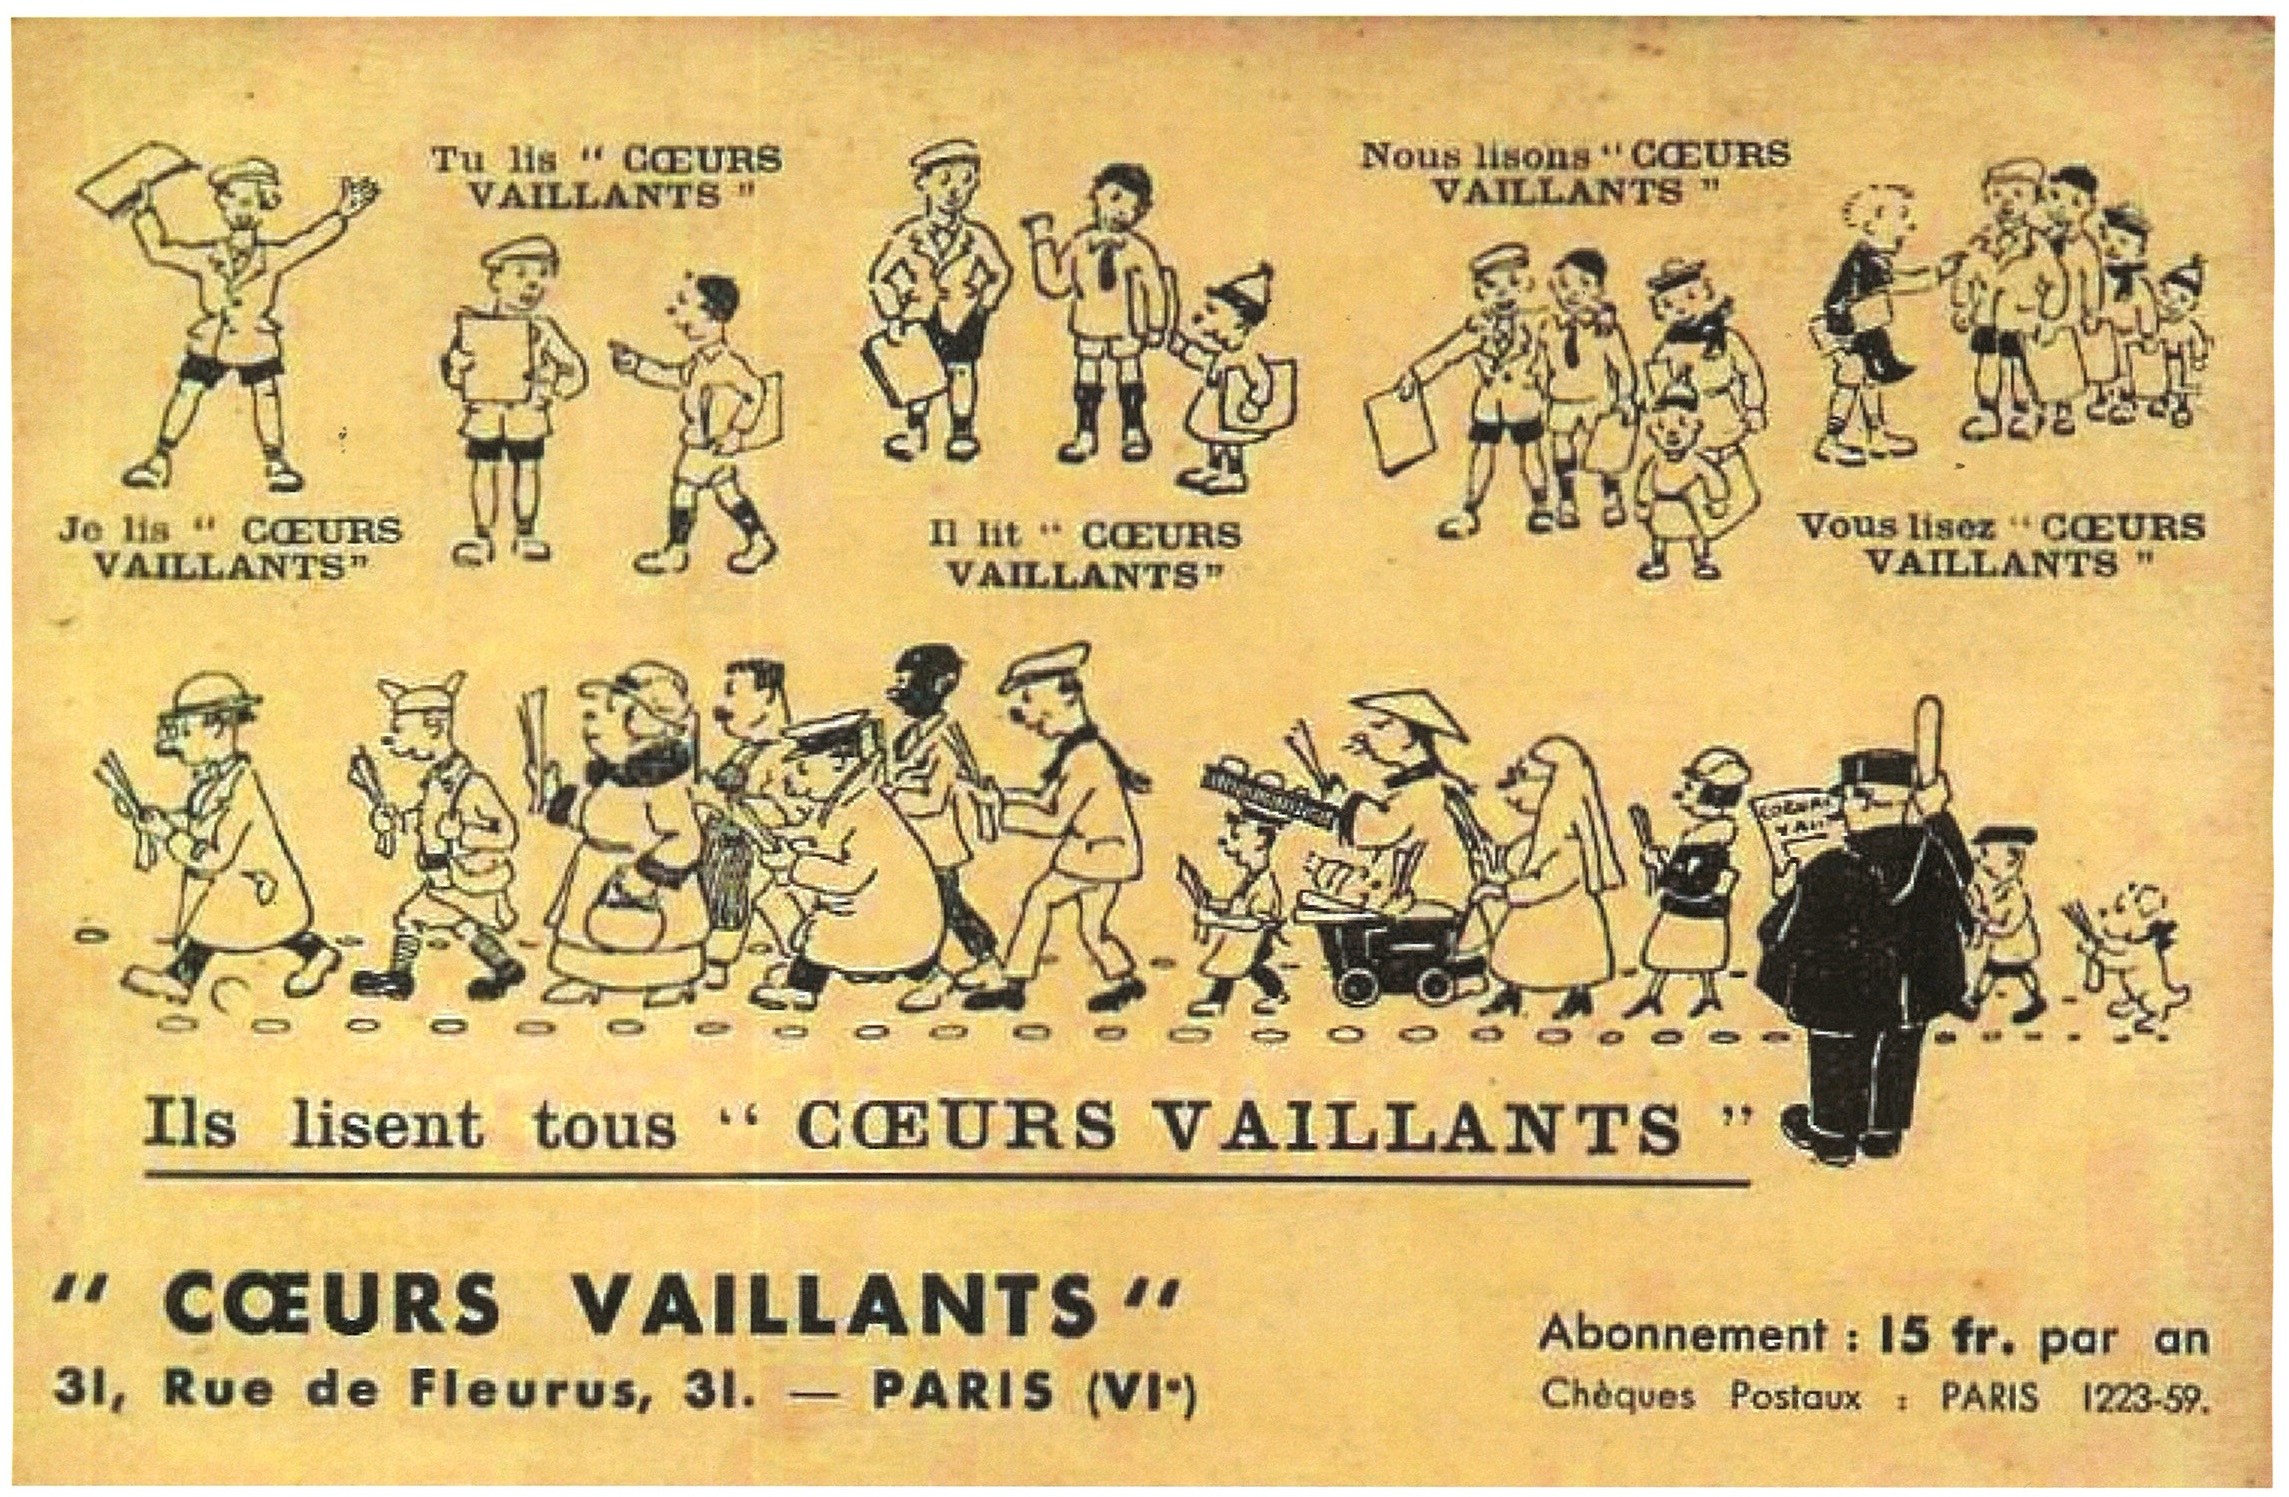 Je lis “ CŒURS
VAILLANTS”
Tu lis “ CŒURS
VAILLANTS ”
Il lit “ CŒURS
VAILLANTS”
Nous lisons “ CŒURS
VAILLANTS ”
Vous lisez “ CŒURS
VAILLANTS ”
CŒURS
VAIL
Ils lisent tous “ CŒURS VAILLANTS ”
“ CŒURS VAILLANTS “
31, Rue de Fleurus, 31. — PARIS (VIᵉ)
Abonnement : 15 fr. par an
Chèques Postaux : PARIS 1223-59.